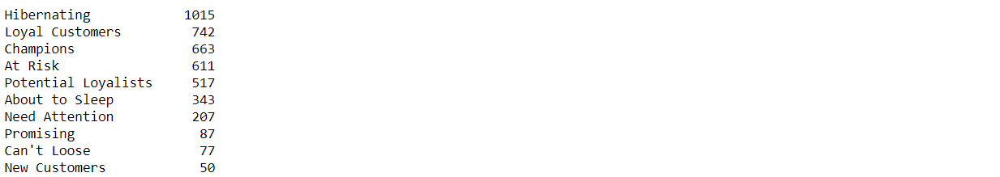 Hibernating 1015
Loyal Customers 742
Champions 663
At Risk 611
Potential Loyalists 517
About to Sleep 343
Need Attention 207
Promising 87
Can't Loose 77
New Customers 50